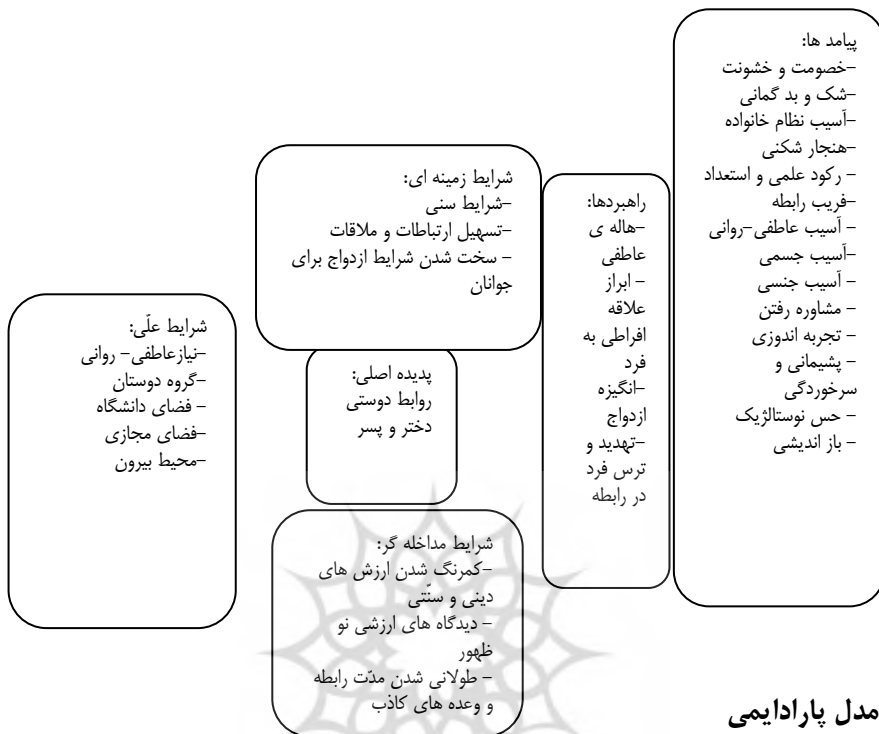 پیامد ها:
–خصومت و خشونت
–شک و بد گمانی
–آسیب نظام خانواده
–هنجار شکنی
– رکود علمی و استعداد
–فریب رابطه
– آسیب عاطفی–روانی
–آسیب جسمی
– آسیب جنسی
– مشاوره رفتن
– تجربه اندوزی
– پشیمانی و
سرخوردگی
– حس نوستالژیک
– باز اندیشی
راهبردها:
–هاله ی
عاطفی
– ابراز
علاقه
افراطی به
فرد
–انگیزه
ازدواج
–تهدید و
ترس فرد
در رابطه
شرایط زمینه ای:
–شرایط سنی
–تسهیل ارتباطات و ملاقات
– سخت شدن شرایط ازدواج برای
جوانان
پدیده اصلی:
روابط دوستی
دختر و پسر
شرایط مداخله گر:
–کمرنگ شدن ارزش های
دینی و سنّتی
– دیدگاه های ارزشی نو
ظهور
– طولانی شدن مدّت رابطه
و وعده های کاذب
شرایط علّی:
–نیازعاطفی– روانی
–گروه دوستان
– فضای دانشگاه
–فضای مجازی
–محیط بیرون
مدل پارادایمی